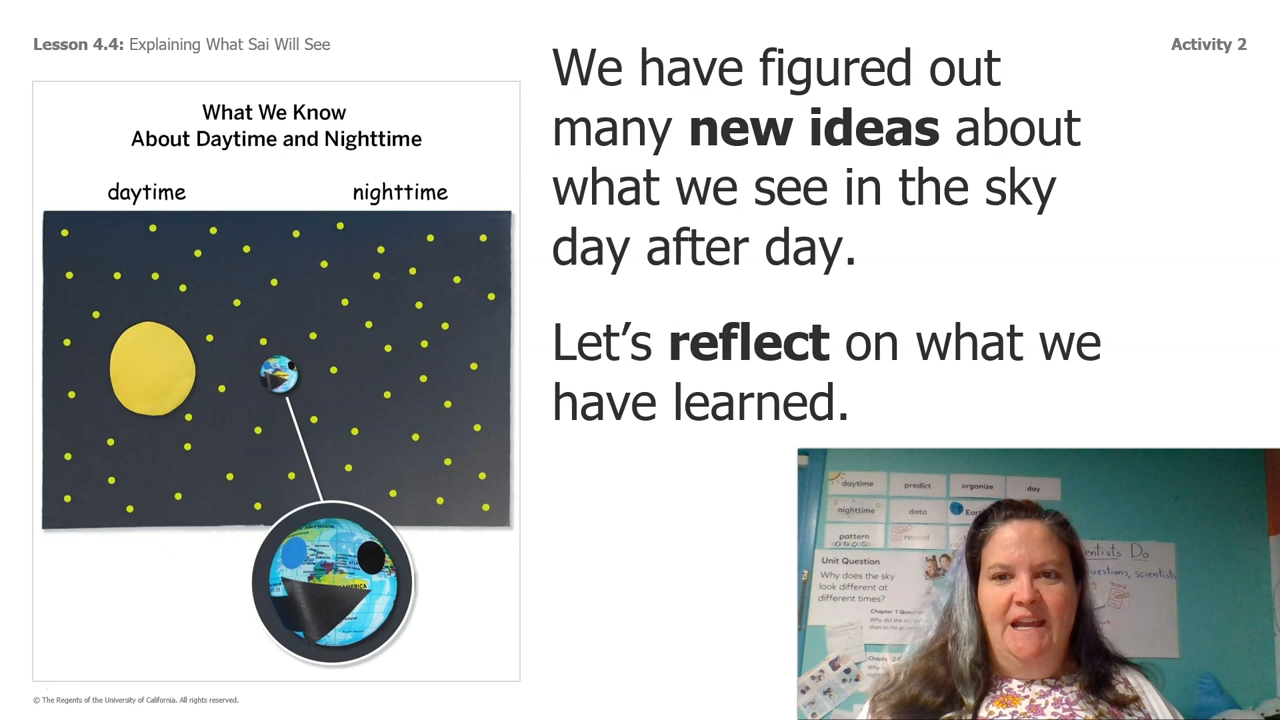 Lesson 4.4: Explaining What Sai Will See
Activity 2
What We Know
About Daytime and Nighttime
daytime nighttime
We have figured out
many new ideas about
what we see in the sky
day after day.
Let's reflect on what we
have learned.
daytime predict organize day
nighttime data
pattern record
Unit Question
Why does the sky
look different at
different times?
© The Regents of the University of California. All rights reserved.